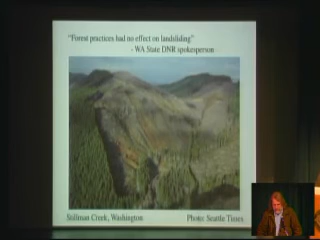 "Forest practices had no effect on landsliding"
- WA State DNR spokesperson
Stillman Creek, Washington Photo: Seattle Times